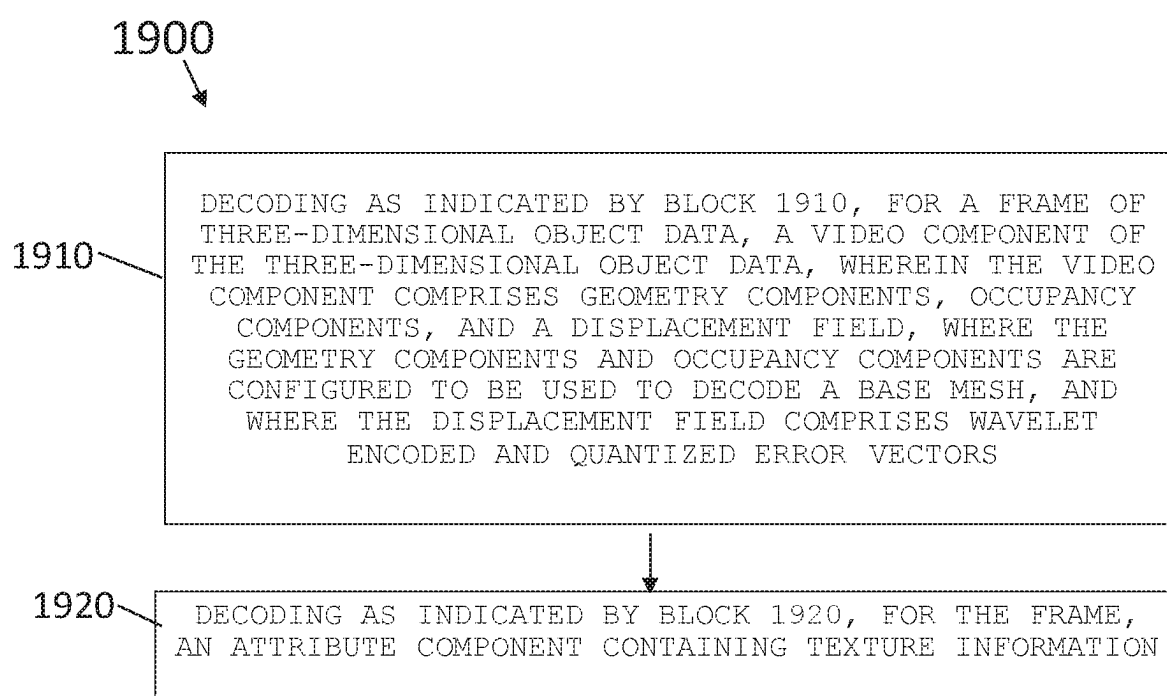 1900
DECODING AS INDICATED BY BLOCK 1910, FOR A FRAME OF
THREE-DIMENSIONAL OBJECT DATA, A VIDEO COMPONENT OF
1910
THE THREE-DIMENSIONAL OBJECT DATA, WHEREIN THE VIDEO
COMPONENT COMPRISES GEOMETRY COMPONENTS, OCCUPANCY
COMPONENTS, AND A DISPLACEMENT FIELD, WHERE THE
GEOMETRY COMPONENTS AND OCCUPANCY COMPONENTS ARE
CONFIGURED TO BE USED TO DECODE A BASE MESH, AND
WHERE THE DISPLACEMENT FIELD COMPRISES WAVELET
ENCODED AND QUANTIZED ERROR VECTORS
1920
DECODING AS INDICATED BY BLOCK 1920, FOR THE FRAME,
AN ATTRIBUTE COMPONENT CONTAINING TEXTURE INFORMATION